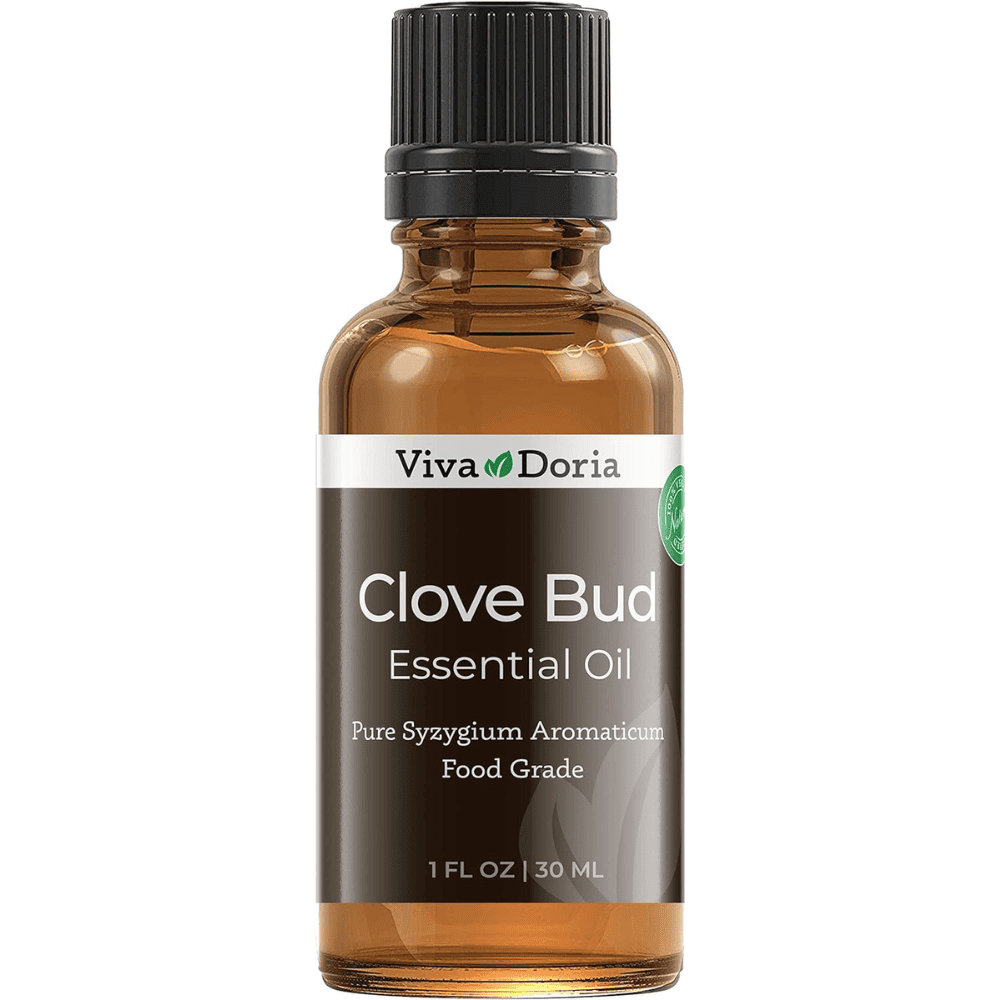 Viva Doria
Clove Bud
Essential Oil
Pure Syzygium Aromaticum
Food Grade
1 FL OZ | 30 ML